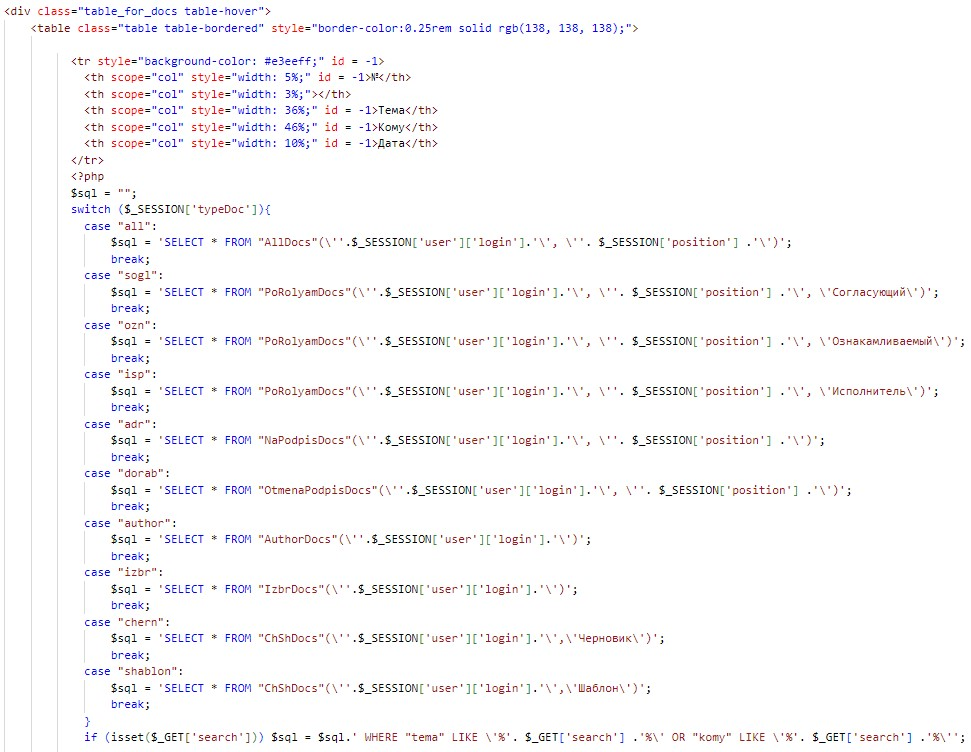 <div class="table_for_docs table-hover">
<table class="table table-bordered" style="border-color:0.25rem solid rgb(138, 138, 138);">
<tr style="background-color: #e3eeff;" id = -1>
<th scope="col" style="width: 5%;" id = -1>№</th>
<th scope="col" style="width: 3%;"></th>
<th scope="col" style="width: 36%;" id = -1>Тема</th>
<th scope="col" style="width: 46%;" id = -1>Кому</th>
<th scope="col" style="width: 10%;" id = -1>Дата</th>
</tr>
<?php
$sql = "";
switch ($_SESSION['typeDoc']){
case "all":
$sql = 'SELECT * FROM "AllDocs"(\''.$_SESSION['user']['login'].'\', \''. $_SESSION['position'] .'\')';
break;
case "sogl":
$sql = 'SELECT * FROM "PoRolyamDocs"(\''.$_SESSION['user']['login'].'\', \''. $_SESSION['position'] .'\', \'Согласующий\')';
break;
case "ozn":
$sql = 'SELECT * FROM "PoRolyamDocs"(\''.$_SESSION['user']['login'].'\', \''. $_SESSION['position'] .'\', \'Ознакамливаемый\')';
break;
case "isp":
$sql = 'SELECT * FROM "PoRolyamDocs"(\''.$_SESSION['user']['login'].'\', \''. $_SESSION['position'] .'\', \'Исполнитель\')';
break;
case "adr":
$sql = 'SELECT * FROM "NaPodpisDocs"(\''.$_SESSION['user']['login'].'\', \''. $_SESSION['position'] .'\')';
break;
case "dorab":
$sql = 'SELECT * FROM "OtmenaPodpisDocs"(\''.$_SESSION['user']['login'].'\', \''. $_SESSION['position'] .'\')';
break;
case "author":
$sql = 'SELECT * FROM "AuthorDocs"(\''.$_SESSION['user']['login'].'\')';
break;
case "izbr":
$sql = 'SELECT * FROM "IzbrDocs"(\''.$_SESSION['user']['login'].'\')';
break;
case "chern":
$sql = 'SELECT * FROM "ChShDocs"(\''.$_SESSION['user']['login'].'\',\'Черновик\')';
break;
case "shablon":
$sql = 'SELECT * FROM "ChShDocs"(\''.$_SESSION['user']['login'].'\',\'Шаблон\')';
break;
}
if (isset($_GET['search'])) $sql = $sql.' WHERE "tema" LIKE \'%'. $_GET['search'] .'%\' OR "komy" LIKE \'%'. $_GET['search'] .'%\'';